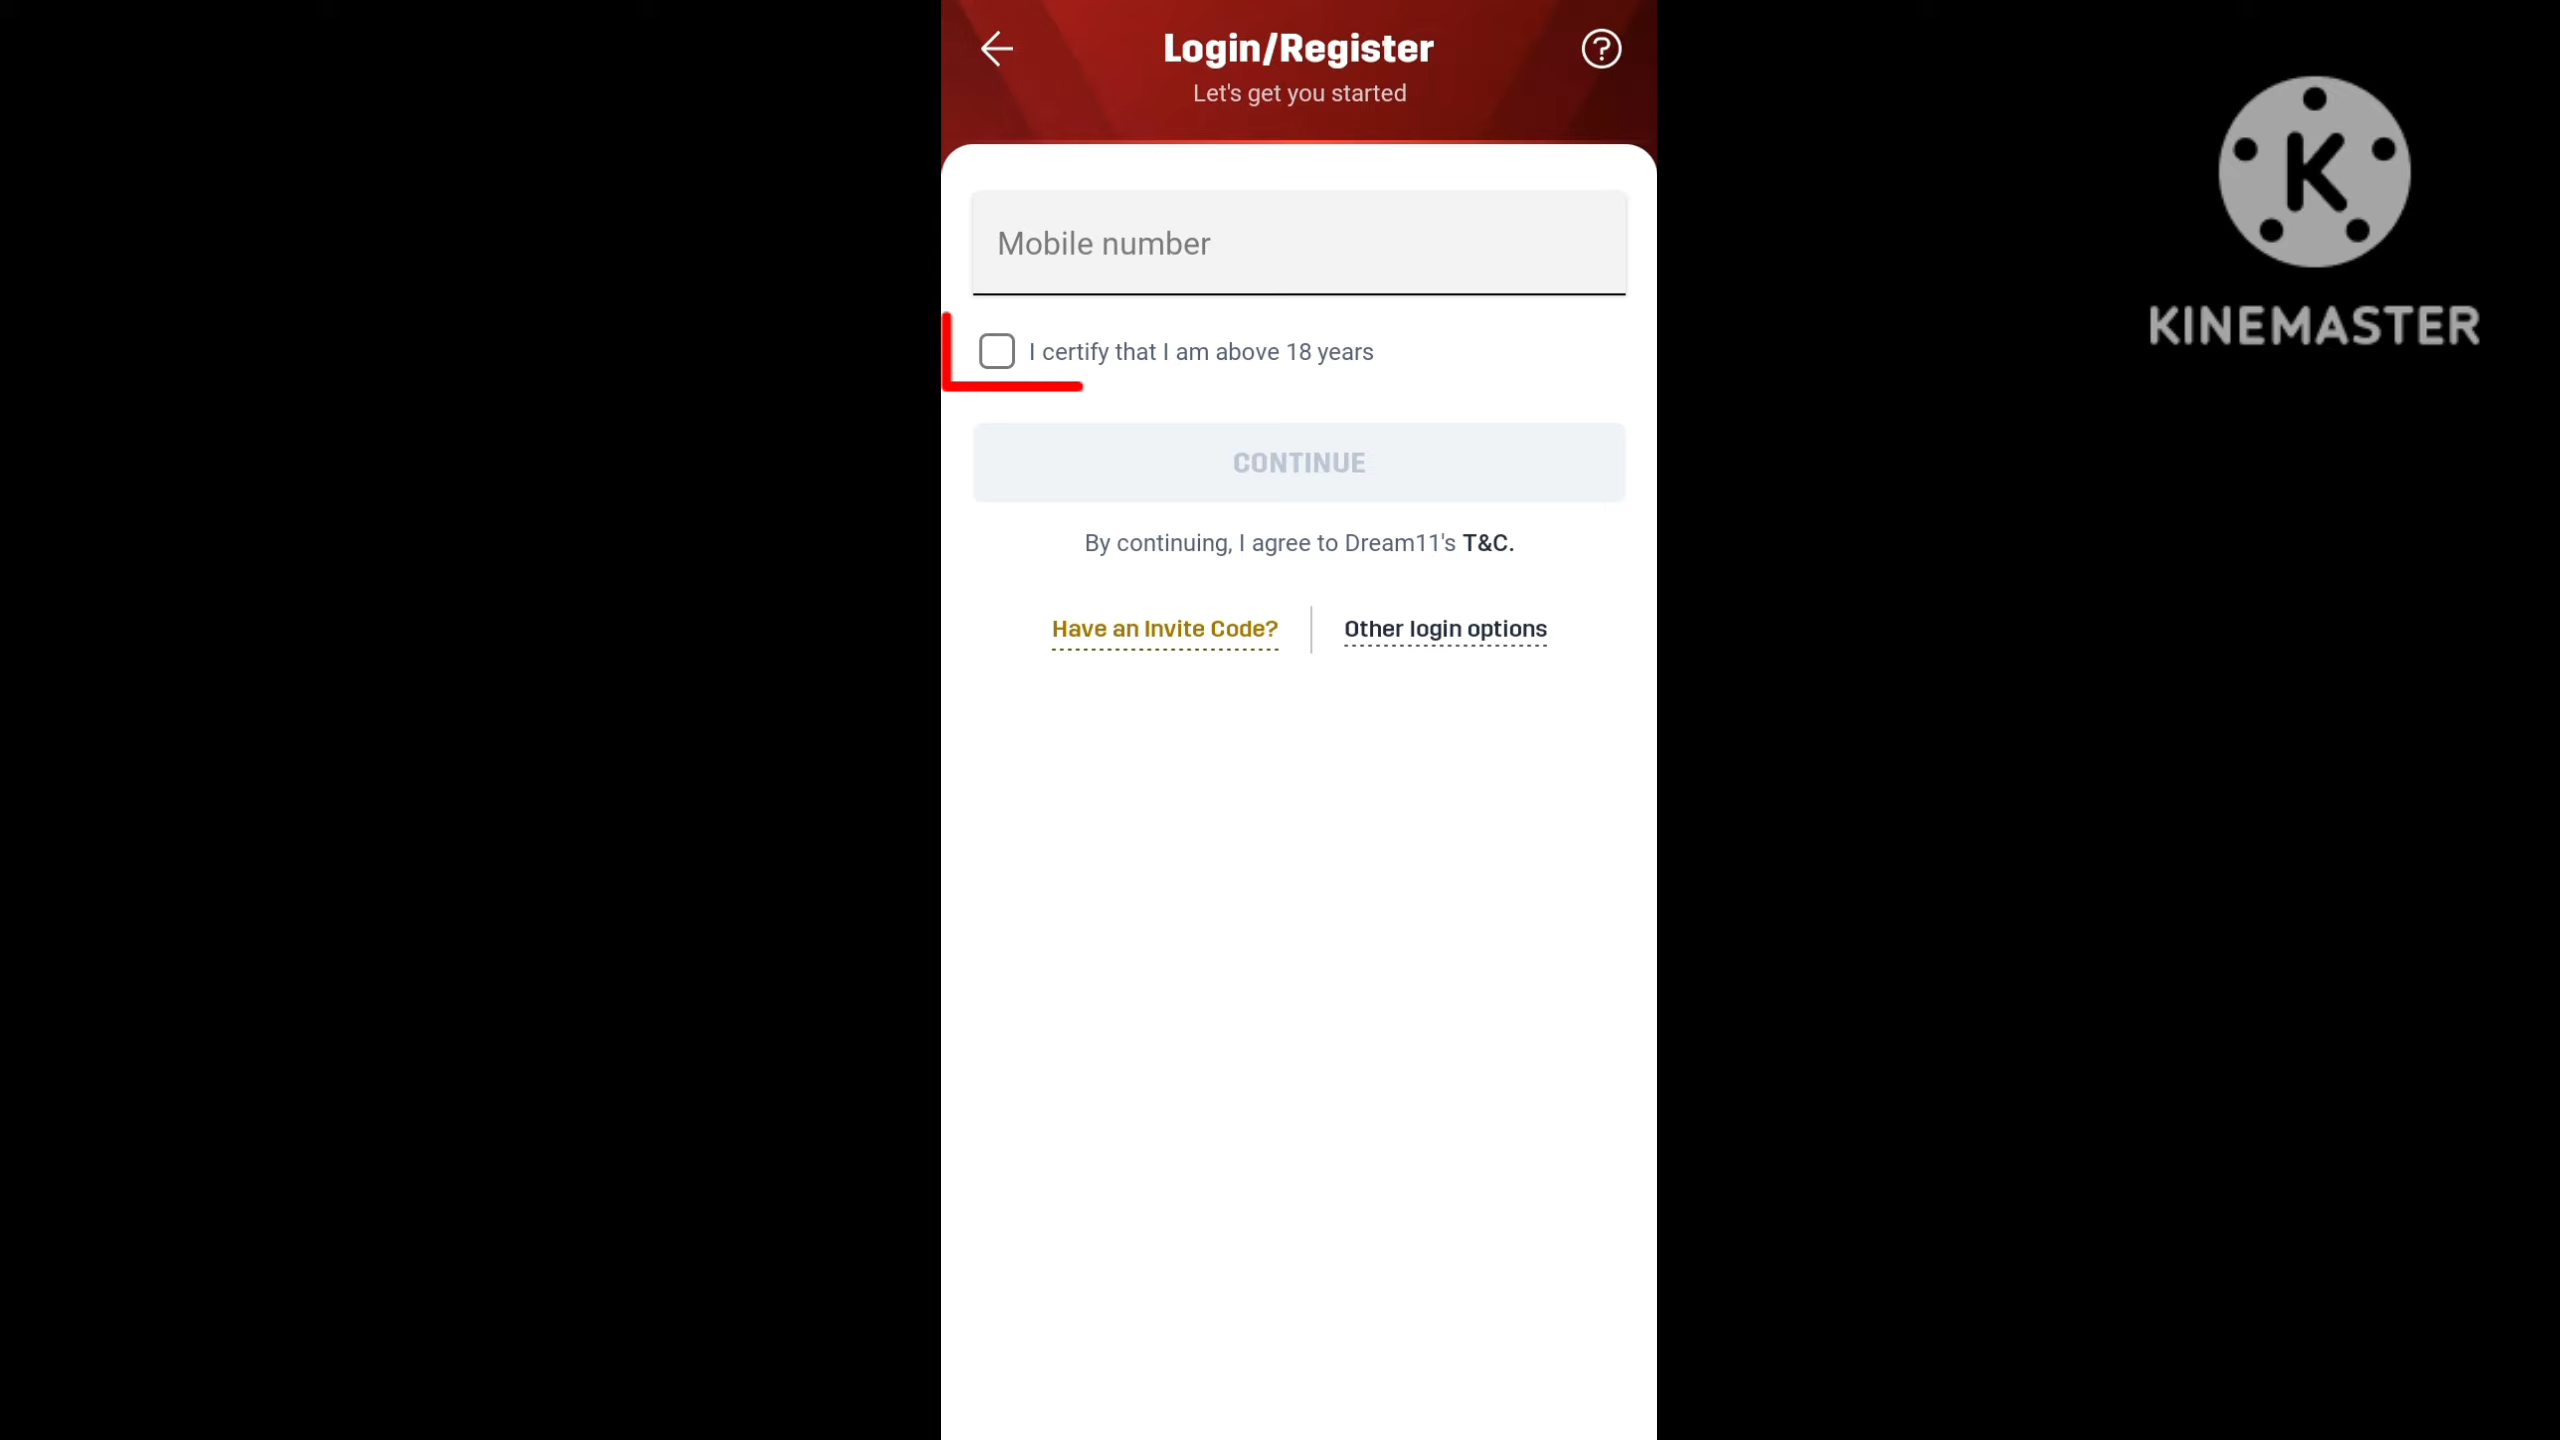 Login/Register
Let's get you started
K
KINEMASTER
Mobile number
I certify that I am above 18 years
CONTINUE
By continuing, I agree to Dream11's T&C.
Have an Invite Code?
Other login options